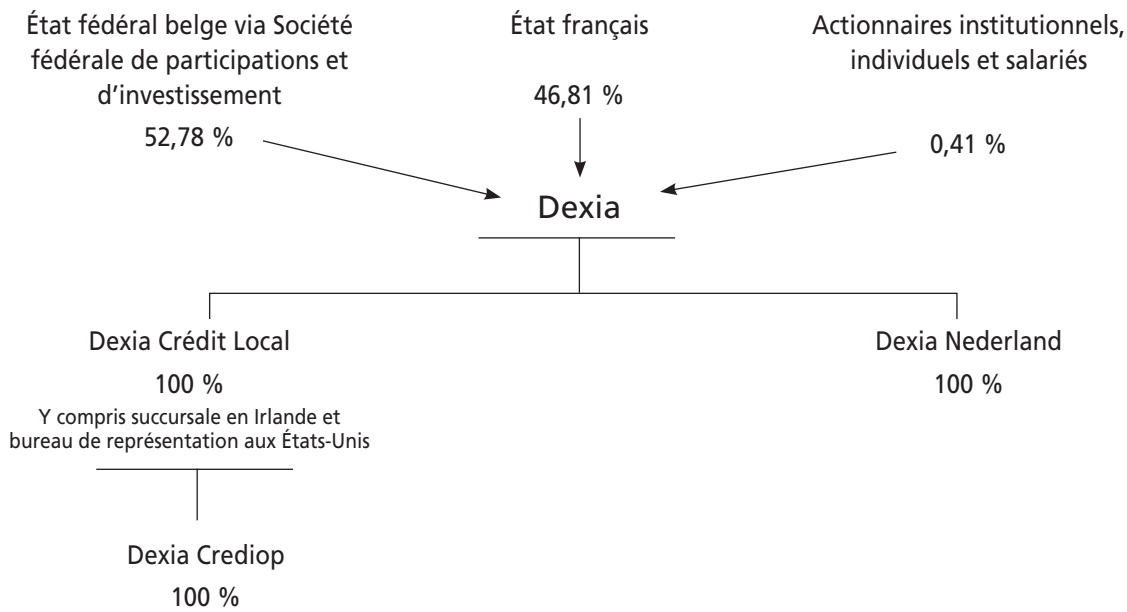 État fédéral belge via Société
fédérale de participations et
d'investissement
52,78 %
État français
46,81 %
Actionnaires institutionnels,
individuels et salariés
0,41 %
Dexia
Dexia Crédit Local
100 %
Y compris succursale en Irlande et
bureau de représentation aux États-Unis
Dexia Nederland
100 %
Dexia Crediop
100 %